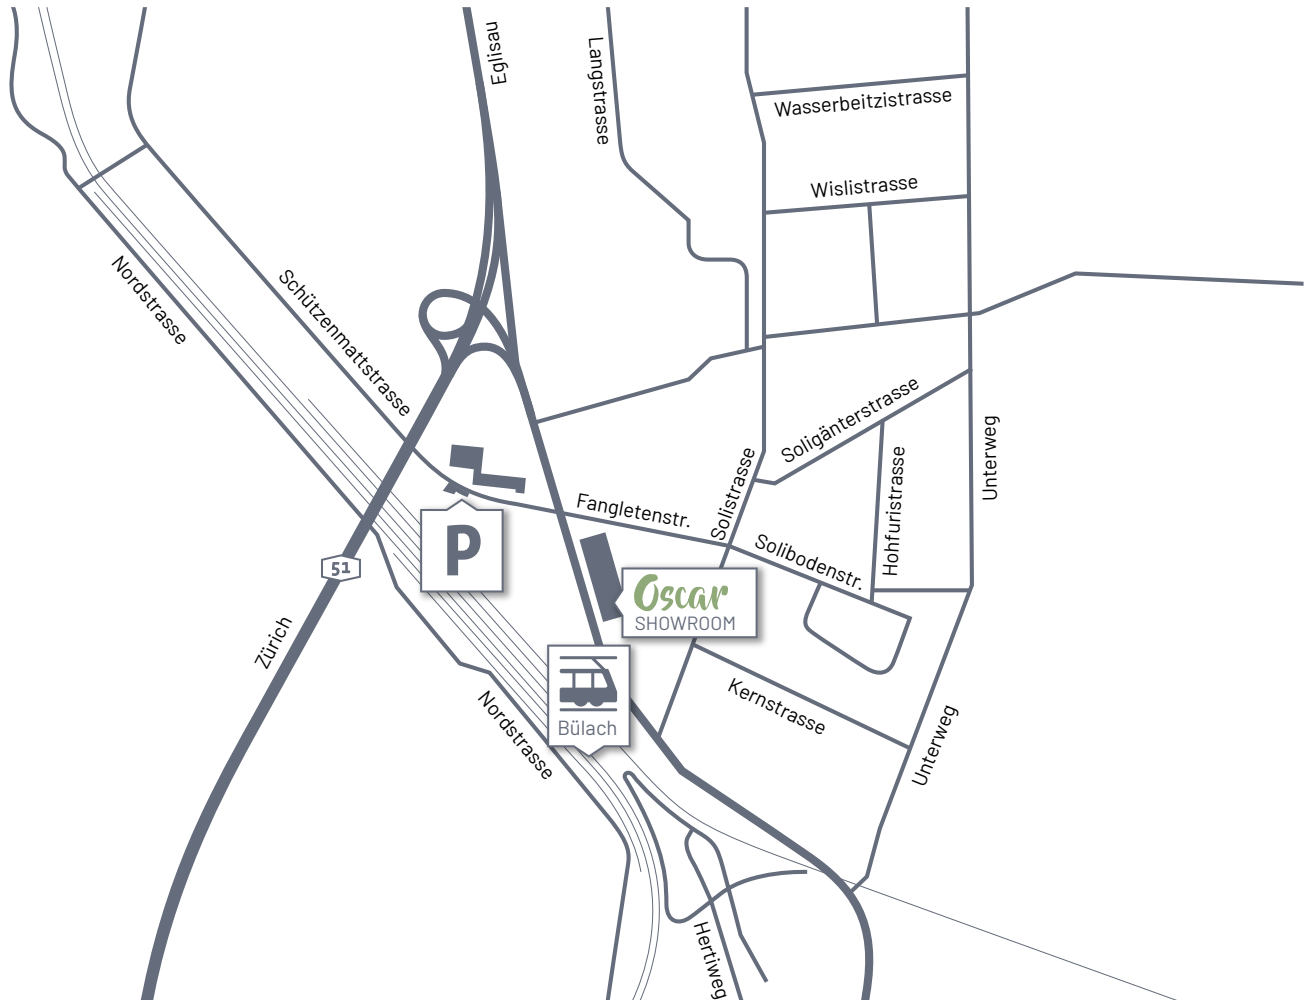 Eglisau
Langstrasse
Wasserbeitzistrasse
Wislistrasse
Nordstrasse
Schützenmattstrasse
Soligänterstrasse
Unterweg
Solistrasse
Hohfuristrasse
Fangletenstr.
Solibodenstr.
P
51
Oscar
SHOWROOM
Zürich
Kernstrasse
Bülach
Nordstrasse
Unterweg
Hertiweg